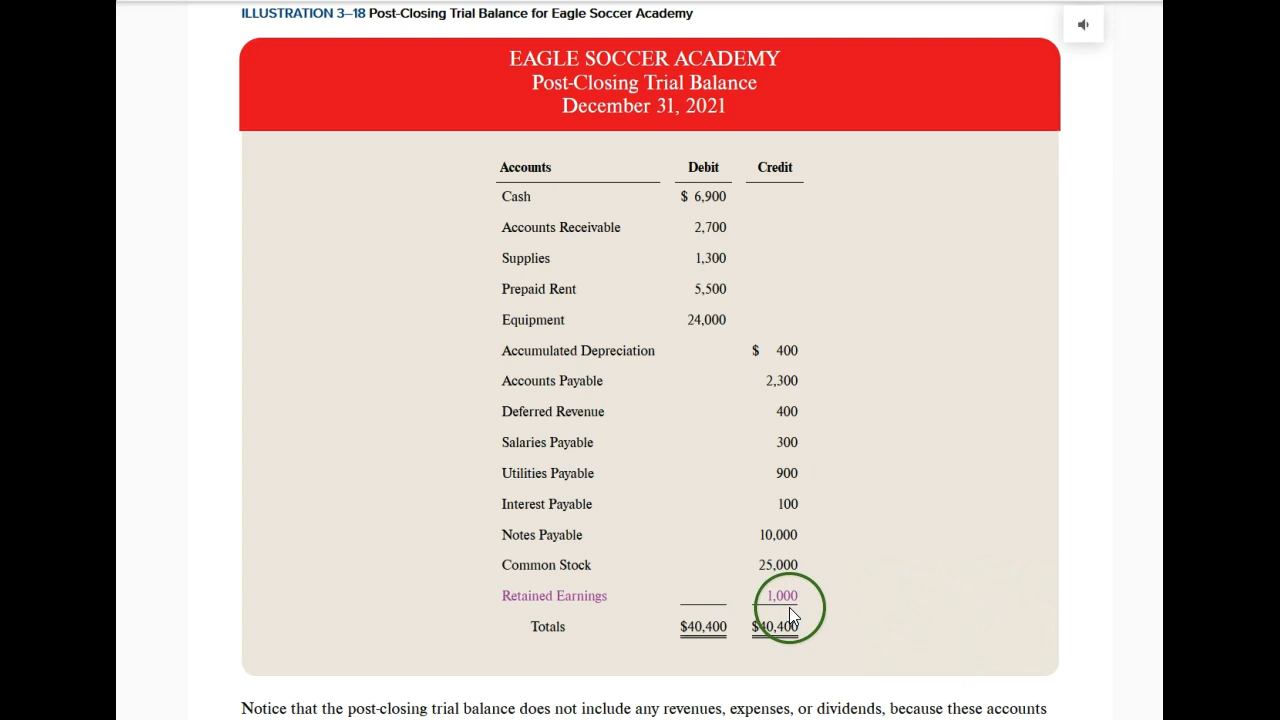 ILLUSTRATION 3–18 Post-Closing Trial Balance for Eagle Soccer Academy
EAGLE SOCCER ACADEMY
Post-Closing Trial Balance
December 31, 2021
Accounts Debit Credit
Cash $ 6,900
Accounts Receivable 2,700
Supplies 1,300
Prepaid Rent 5,500
Equipment 24,000
Accumulated Depreciation $ 400
Accounts Payable 2,300
Deferred Revenue 400
Salaries Payable 300
Utilities Payable 900
Interest Payable 100
Notes Payable 10,000
Common Stock 25,000
Retained Earnings 1,000
Totals $40,400 $40,400
Notice that the post-closing trial balance does not include any revenues, expenses, or dividends, because these accounts